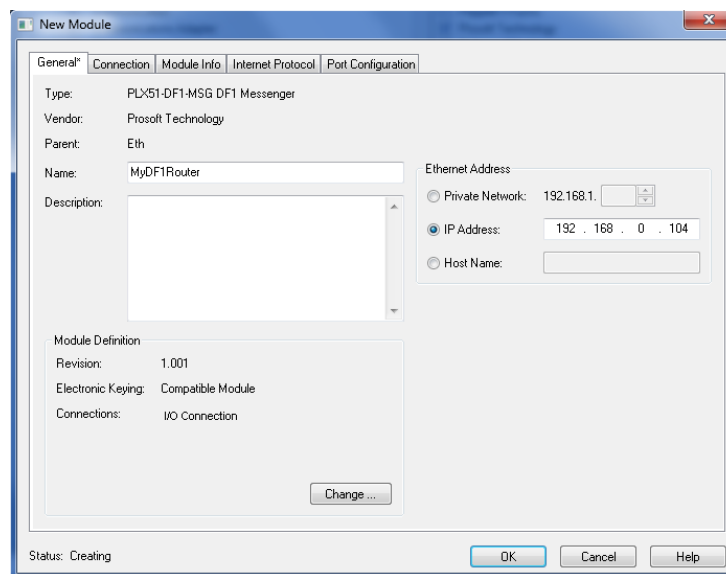 New Module
General* Connection Module Info Internet Protocol Port Configuration
Type: PLX51-DF1-MSG DF1 Messenger
Vendor: Prosoft Technology
Parent: Eth
Name: MyDF1Router
Description:
Ethernet Address
Private Network: 192.168.1.
IP Address: 192 . 168 . 0 . 104
Host Name:
Module Definition
Revision: 1.001
Electronic Keying: Compatible Module
Connections: I/O Connection
Change ...
Status: Creating
OK Cancel Help